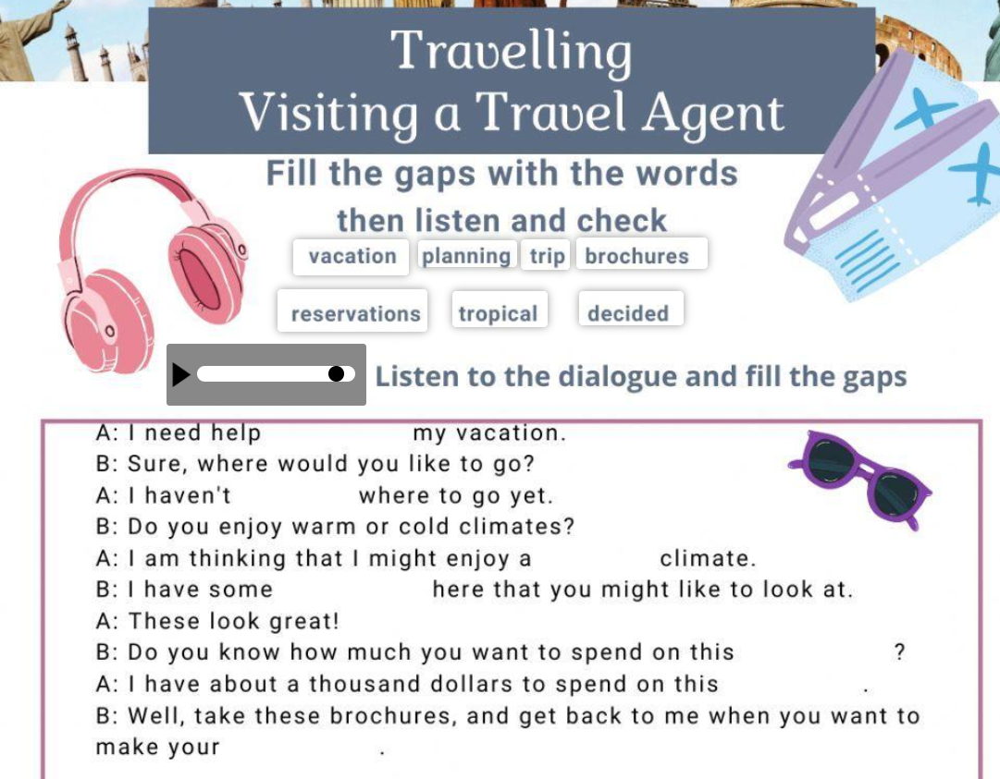 Travelling
Visiting a Travel Agent
Fill the gaps with the words
then listen and check
vacation planning trip brochures
reservations tropical decided
Listen to the dialogue and fill the gaps
A: I need help my vacation.
B: Sure, where would you like to go?
A: I haven't where to go yet.
B: Do you enjoy warm or cold climates?
A: I am thinking that I might enjoy a climate.
B: I have some here that you might like to look at.
A: These look great!
B: Do you know how much you want to spend on this ?
A: I have about a thousand dollars to spend on this .
B: Well, take these brochures, and get back to me when you want to
make your .